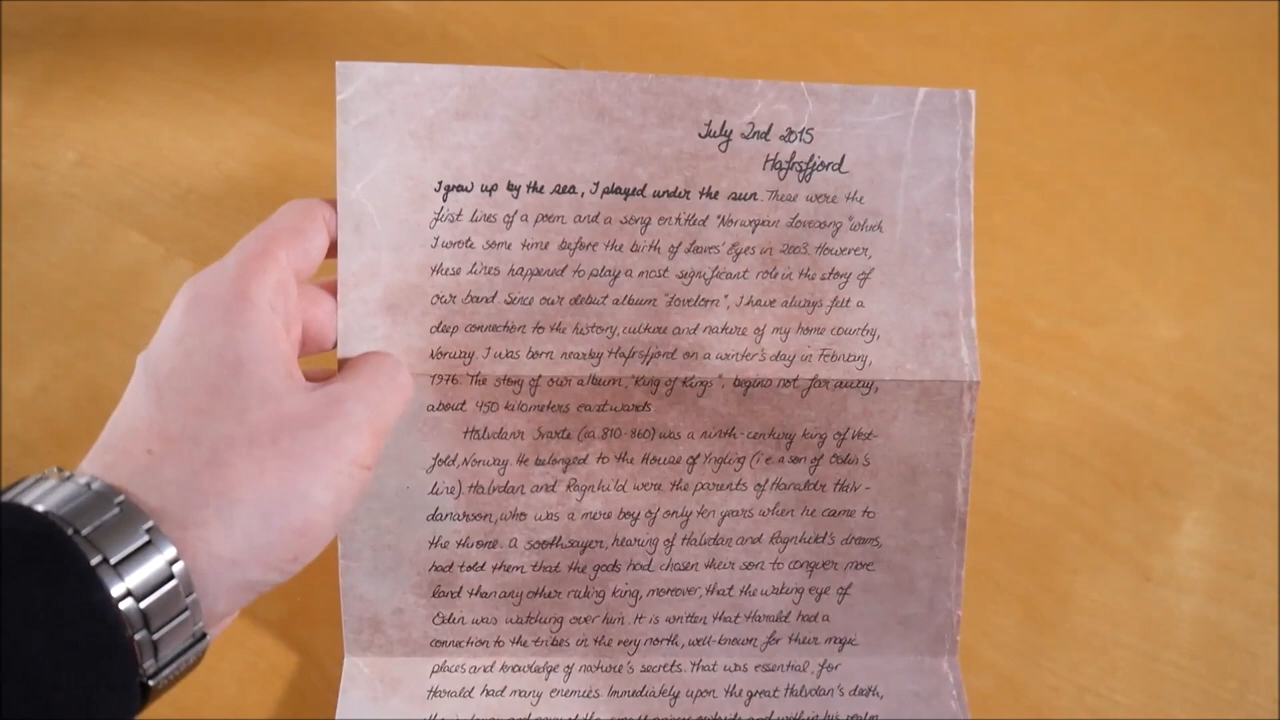 July 2nd 2015
Hafrsfjord
I grew up by the sea, I played under the sun. These were the
first lines of a poem and a song entitled "Norwegian Lovesong" which
I wrote some time before the birth of Leaves' Eyes in 2003. However,
these lines happened to play a most significant role in the story of
our band. Since our debut album "Lovelorn", I have always felt a
deep connection to the history, culture and nature of my home country,
Norway. I was born nearby Hafrsfjord on a winter's day in February,
1976. The story of our album, "King of Kings", begins not far away,
about 450 kilometers eastwards.
Halvdanr Svarte (ca. 810-860) was a ninth-century king of Vest-
fold, Norway. He belonged to the House of Yngling (i.e. a son of Odin's
line). Halvdan and Ragnhild were the parents of Haraldr Halv-
danarson, who was a mere boy of only ten years when he came to
the throne. A soothsayer, hearing of Halvdan and Ragnhild's dreams,
had told them that the gods had chosen their son to conquer more
land than any other ruling king, moreover, that the waking eye of
Odin was watching over him. It is written that Harald had a
connection to the tribes in the very north, well-known for their magic
places and knowledge of nature's secrets. That was essential, for
Harald had many enemies. Immediately upon the great Halvdan's death,